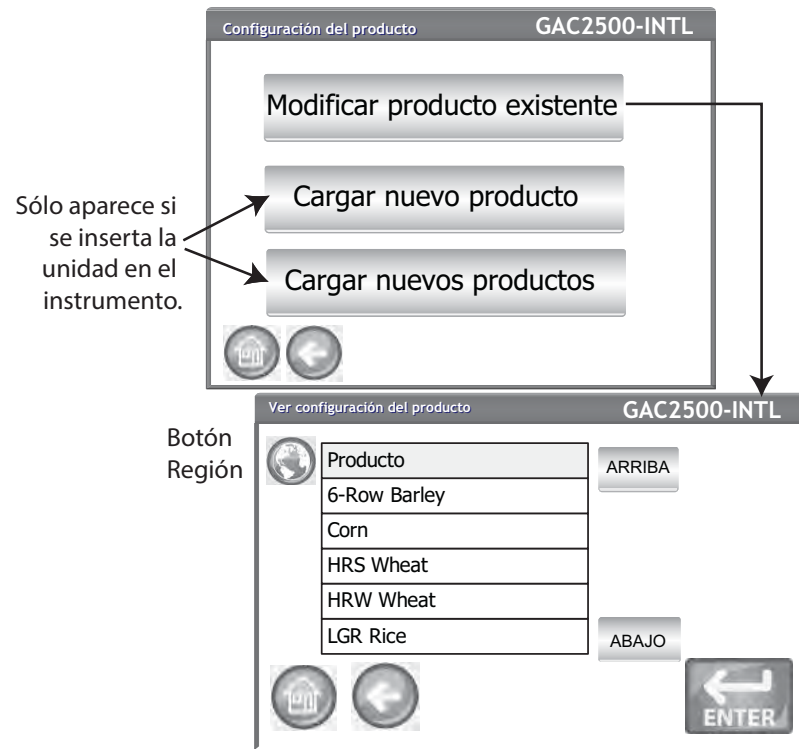 Configuración del producto
GAC2500-INTL
Modificar producto existente
Cargar nuevo producto
Sólo aparece si
se inserta la
unidad en el
instrumento.
Cargar nuevos productos
Ver configuración del producto
GAC2500-INTL
Botón
Región
Producto
ARRIBA
6-Row Barley
Corn
HRS Wheat
HRW Wheat
LGR Rice
ABAJO
ENTER